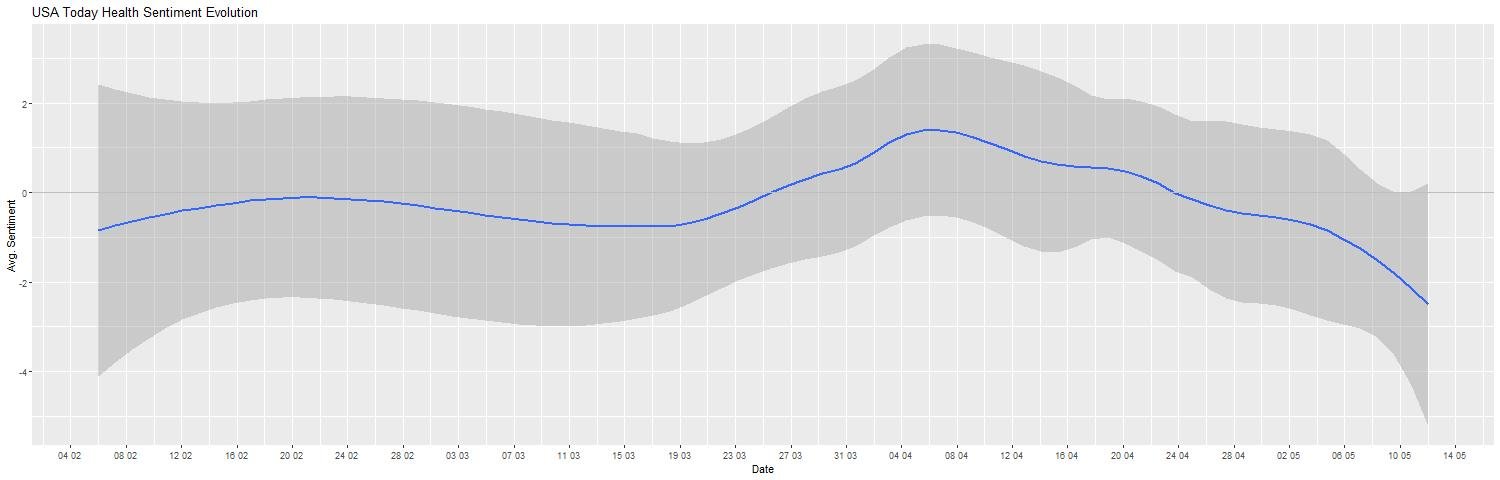 USA Today Health Sentiment Evolution
Avg. Sentiment
2
0
-2
-4
04 02 08 02 12 02 16 02 20 02 24 02 28 02 03 03 07 03 11 03 15 03 19 03 23 03 27 03 31 03 04 04 08 04 12 04 16 04 20 04 24 04 28 04 02 05 06 05 10 05 14 05
Date